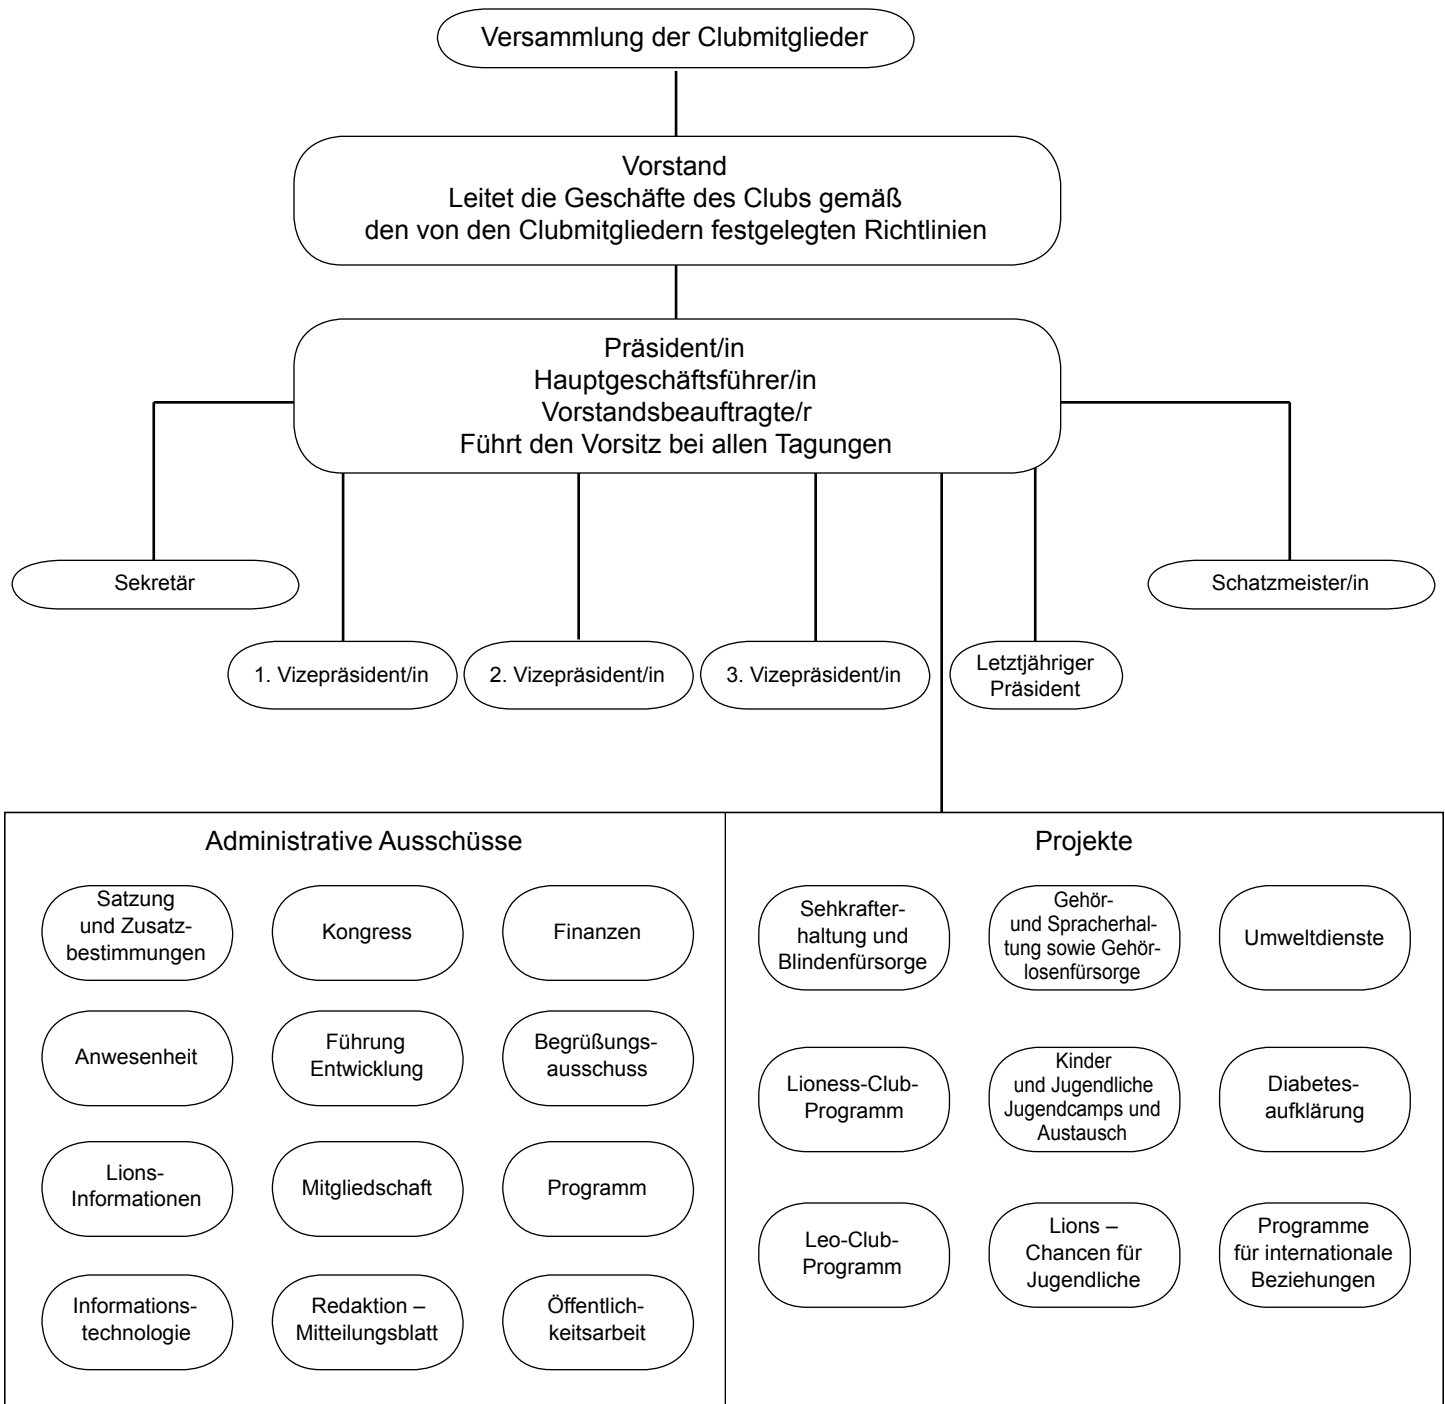 Versammlung der Clubmitglieder
Vorstand
Leitet die Geschäfte des Clubs gemäß
den von den Clubmitgliedern festgelegten Richtlinien
Präsident/in
Hauptgeschäftsführer/in
Vorstandsbeauftragte/r
Führt den Vorsitz bei allen Tagungen
Sekretär
Schatzmeister/in
1. Vizepräsident/in
2. Vizepräsident/in
3. Vizepräsident/in
Letztjähriger
Präsident
Administrative Ausschüsse
Satzung
und Zusatz-
bestimmungen
Kongress
Finanzen
Anwesenheit
Führung
Entwicklung
Begrüßungs-
ausschuss
Lions-
Informationen
Mitgliedschaft
Programm
Informations-
technologie
Redaktion –
Mitteilungsblatt
Öffentlich-
keitsarbeit
Projekte
Sehkrafter-
haltung und
Blindenfürsorge
Gehör-
und Spracherhal-
tung sowie Gehör-
losenfürsorge
Umweltdienste
Lioness-Club-
Programm
Kinder
und Jugendliche
Jugendcamps und
Austausch
Diabetes-
aufklärung
Leo-Club-
Programm
Lions –
Chancen für
Jugendliche
Programme
für internationale
Beziehungen